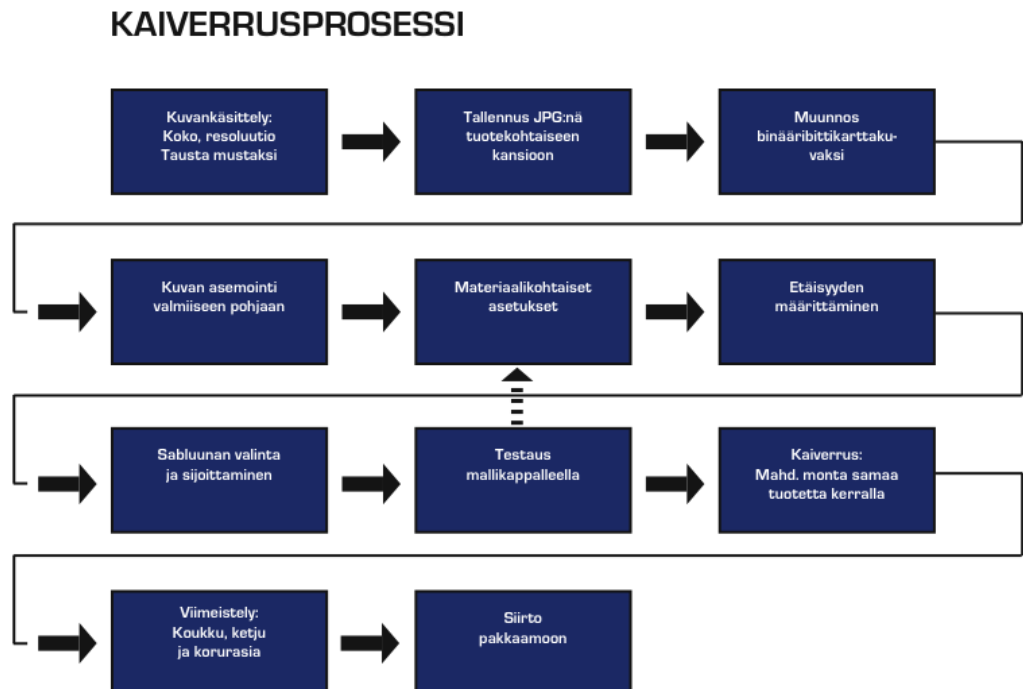 KAIVERRUSPROSESSI
Kuvankäsittely:
Koko, resoluutio
Tausta mustaksi
Tallennus JPG:nä
tuotekohtaiseen
kansioon
Muunnos
binääribittikarttaku-
vaksi
Kuvan asemointi
valmiiseen pohjaan
Materiaalikohtaiset
asetukset
Etäisyyden
määrittäminen
Sabluunan valinta
ja sijoittaminen
Testaus
mallikappalleella
Kaiverrus:
Mahd. monta samaa
tuotetta kerralla
Viimeistely:
Koukku, ketju
ja korurasia
Siirto
pakkaamoon